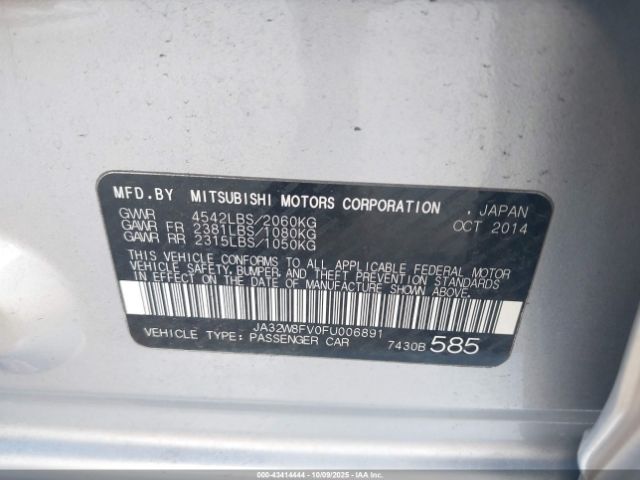 MFD.BY MITSUBISHI MOTORS CORPORATION , JAPAN
GVWR 4542LBS/2060KG OCT 2014
GAWR FR 2381LBS/1080KG
GAWR RR 2315LBS/1050KG
THIS VEHICLE CONFORMS TO ALL APPLICABLE FEDERAL MOTOR
VEHICLE SAFETY, BUMPER, AND THEFT PREVENTION STANDARDS
IN EFFECT ON THE DATE OF MANUFACTURE SHOWN ABOVE.
JA32W8FV0FU006891
VEHICLE TYPE: PASSENGER CAR 7430B 585
000-43414444 - 10/09/2025 - IAAI.COM